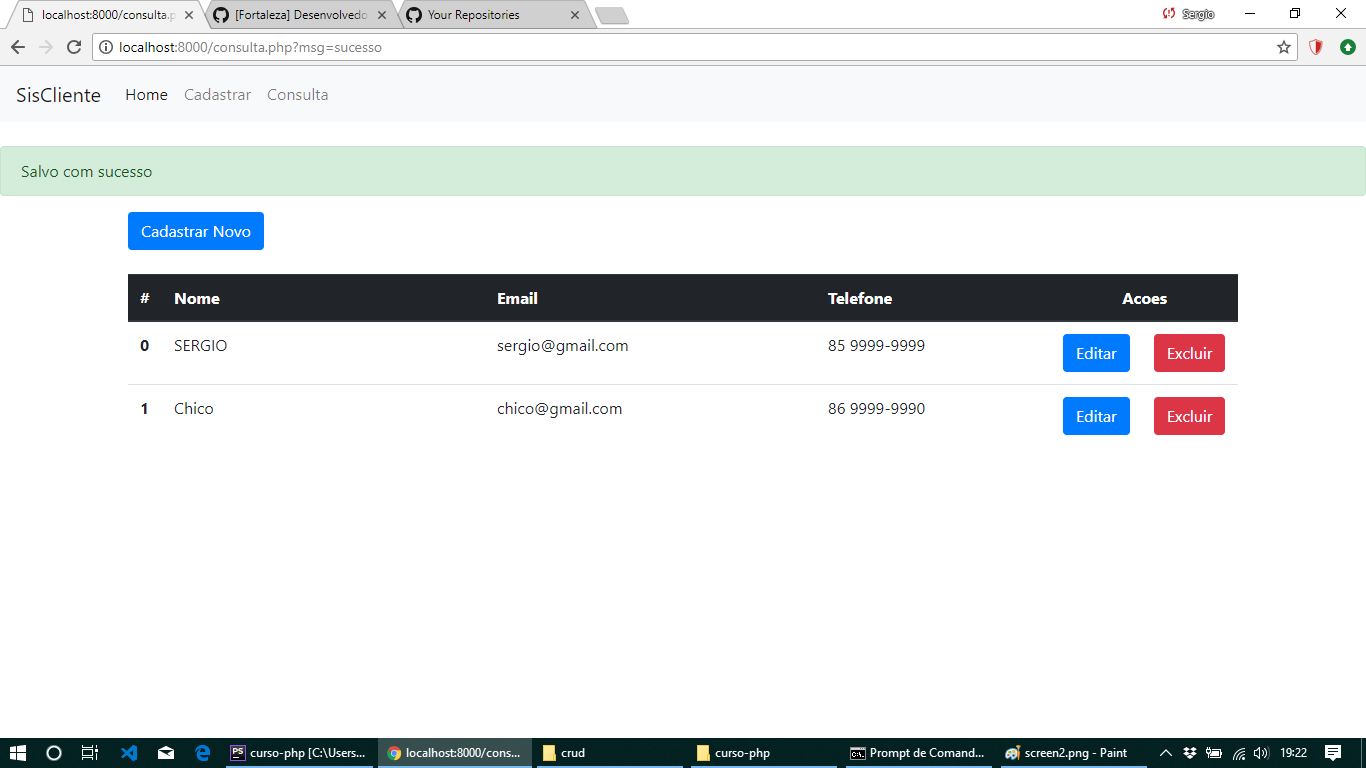 localhost:8000/consulta.p
[Fortaleza] Desenvolvedo
Your Repositories
Sergio
localhost:8000/consulta.php?msg=sucesso
SisCliente Home Cadastrar Consulta
Salvo com sucesso
Cadastrar Novo
# Nome Email Telefone Acoes
0 SERGIO sergio@gmail.com 85 9999-9999 Editar Excluir
1 Chico chico@gmail.com 86 9999-9990 Editar Excluir
PS curso-php [C:\Users... localhost:8000/cons... crud curso-php Prompt de Comand... screen2.png - Paint 19:22